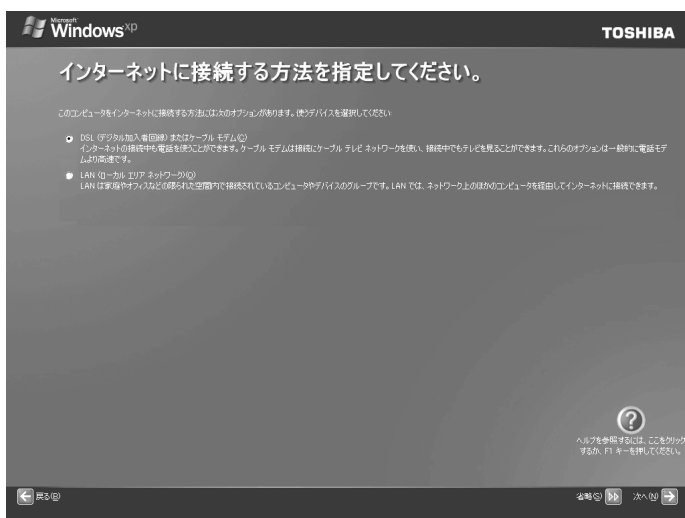 Microsoft
Windows xp
TOSHIBA
インターネットに接続する方法を指定してください。
このコンピュータをインターネットに接続する方法には次のオプションがあります。使うデバイスを選択してください:
DSL (デジタル加入者回線) またはケーブル モデム(C)
インターネットの接続中も電話を使うことができます。ケーブル モデムは接続にケーブル テレビ ネットワークを使い、接続中でもテレビを見ることができます。これらのオプションは一般的に電話モデ
ムより高速です。
LAN (ローカル エリア ネットワーク)(O)
LAN は家庭やオフィスなどの限られた空間内で接続されているコンピュータやデバイスのグループです。LAN では、ネットワーク上のほかのコンピュータを経由してインターネットに接続できます。
?
ヘルプを参照するには、ここをクリック
するか、F1 キーを押してください。
戻る(B)
省略(S)
次へ(N)